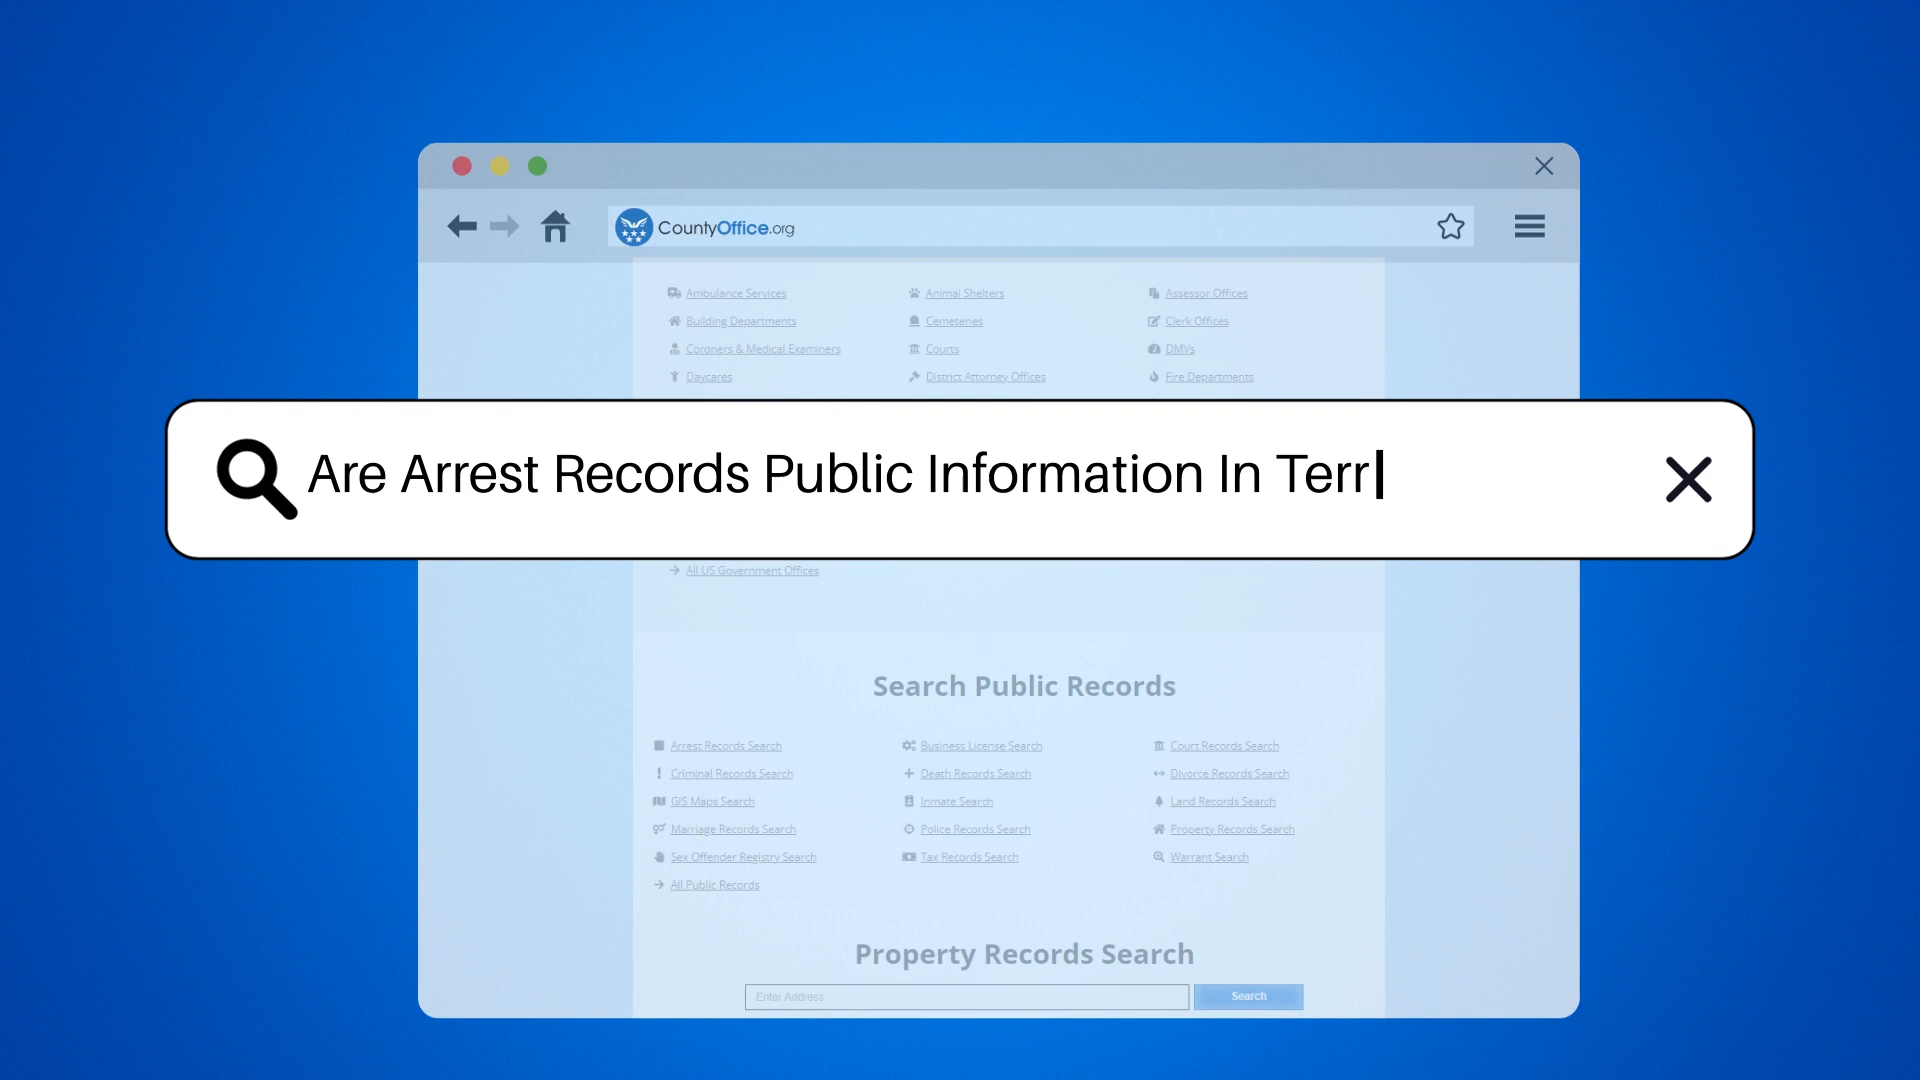 CountyOffice.org
Ambulance Services Animal Shelters Assessor Offices
Building Departments Cemeteries Clerk Offices
Coroners & Medical Examiners Courts DMVs
Daycares District Attorney Offices Fire Departments
Are Arrest Records Public Information In Terr
All US Government Offices
Search Public Records
Arrest Records Search Business License Search Court Records Search
Criminal Records Search Death Records Search Divorce Records Search
GIS Maps Search Inmate Search Land Records Search
Marriage Records Search Police Records Search Property Records Search
Sex Offender Registry Search Tax Records Search Warrant Search
All Public Records
Property Records Search
Enter Address Search